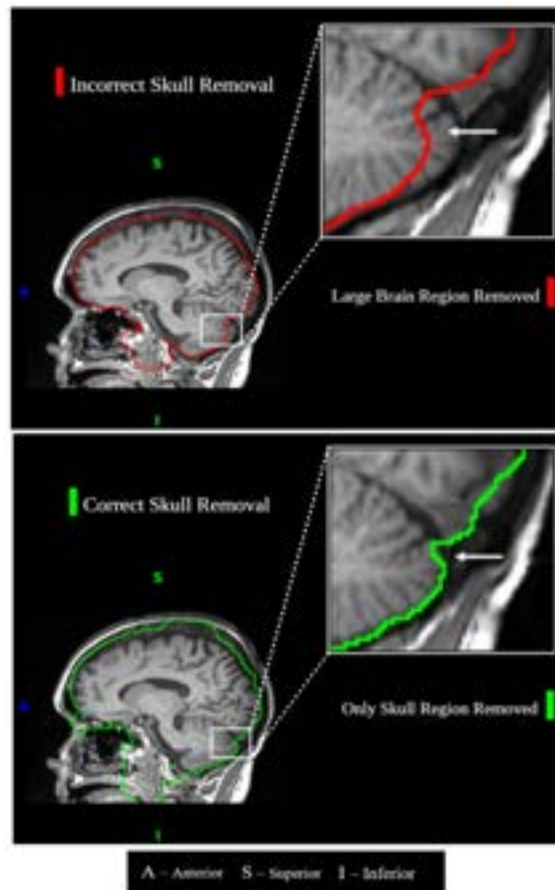 Incorrect Skull Removal
S
Large Brain Region Removed
I
Correct Skull Removal
S
Only Skull Region Removed
I
A – Anterior S – Superior I – Inferior